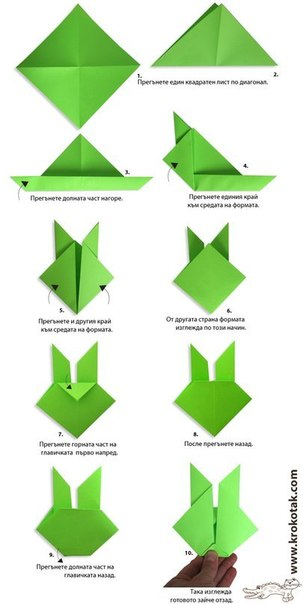 1.
Прегънете един квадратен лист по диагонал.
2.
3.
Прегънете долната част нагоре.
4.
Прегънете единия край
към средата на формата.
5.
Прегънете и другия край
към средата на формата.
6.
От другата страна формата
изглежда по този начин.
7.
Прегънете горната част на
главичката първо напред.
8.
После прегънете назад.
9.
Прегънете долната част на
главичката назад.
10.
Така изглежда
готовото зайче отзад.
www.krokotak.com